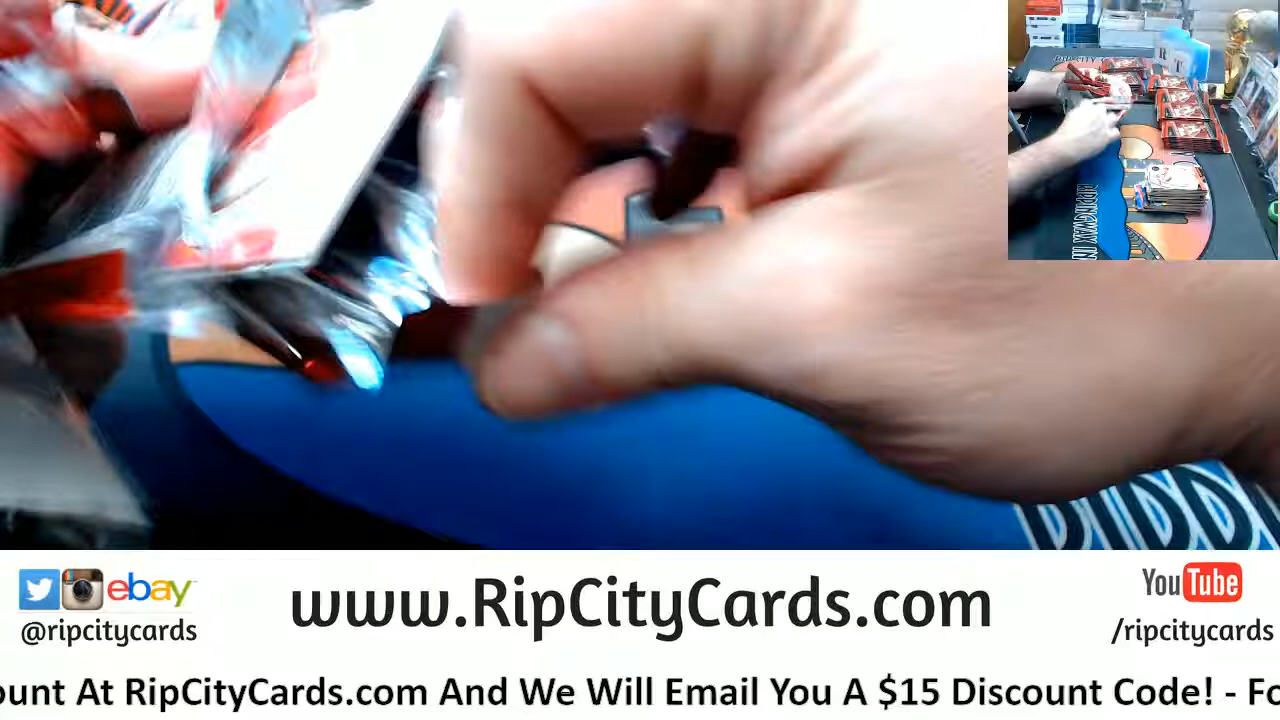 ebay
@ripcitycards
www.RipCityCards.com
YouTube
/ripcitycards
ount At RipCityCards.com And We Will Email You A $15 Discount Code! - Fo